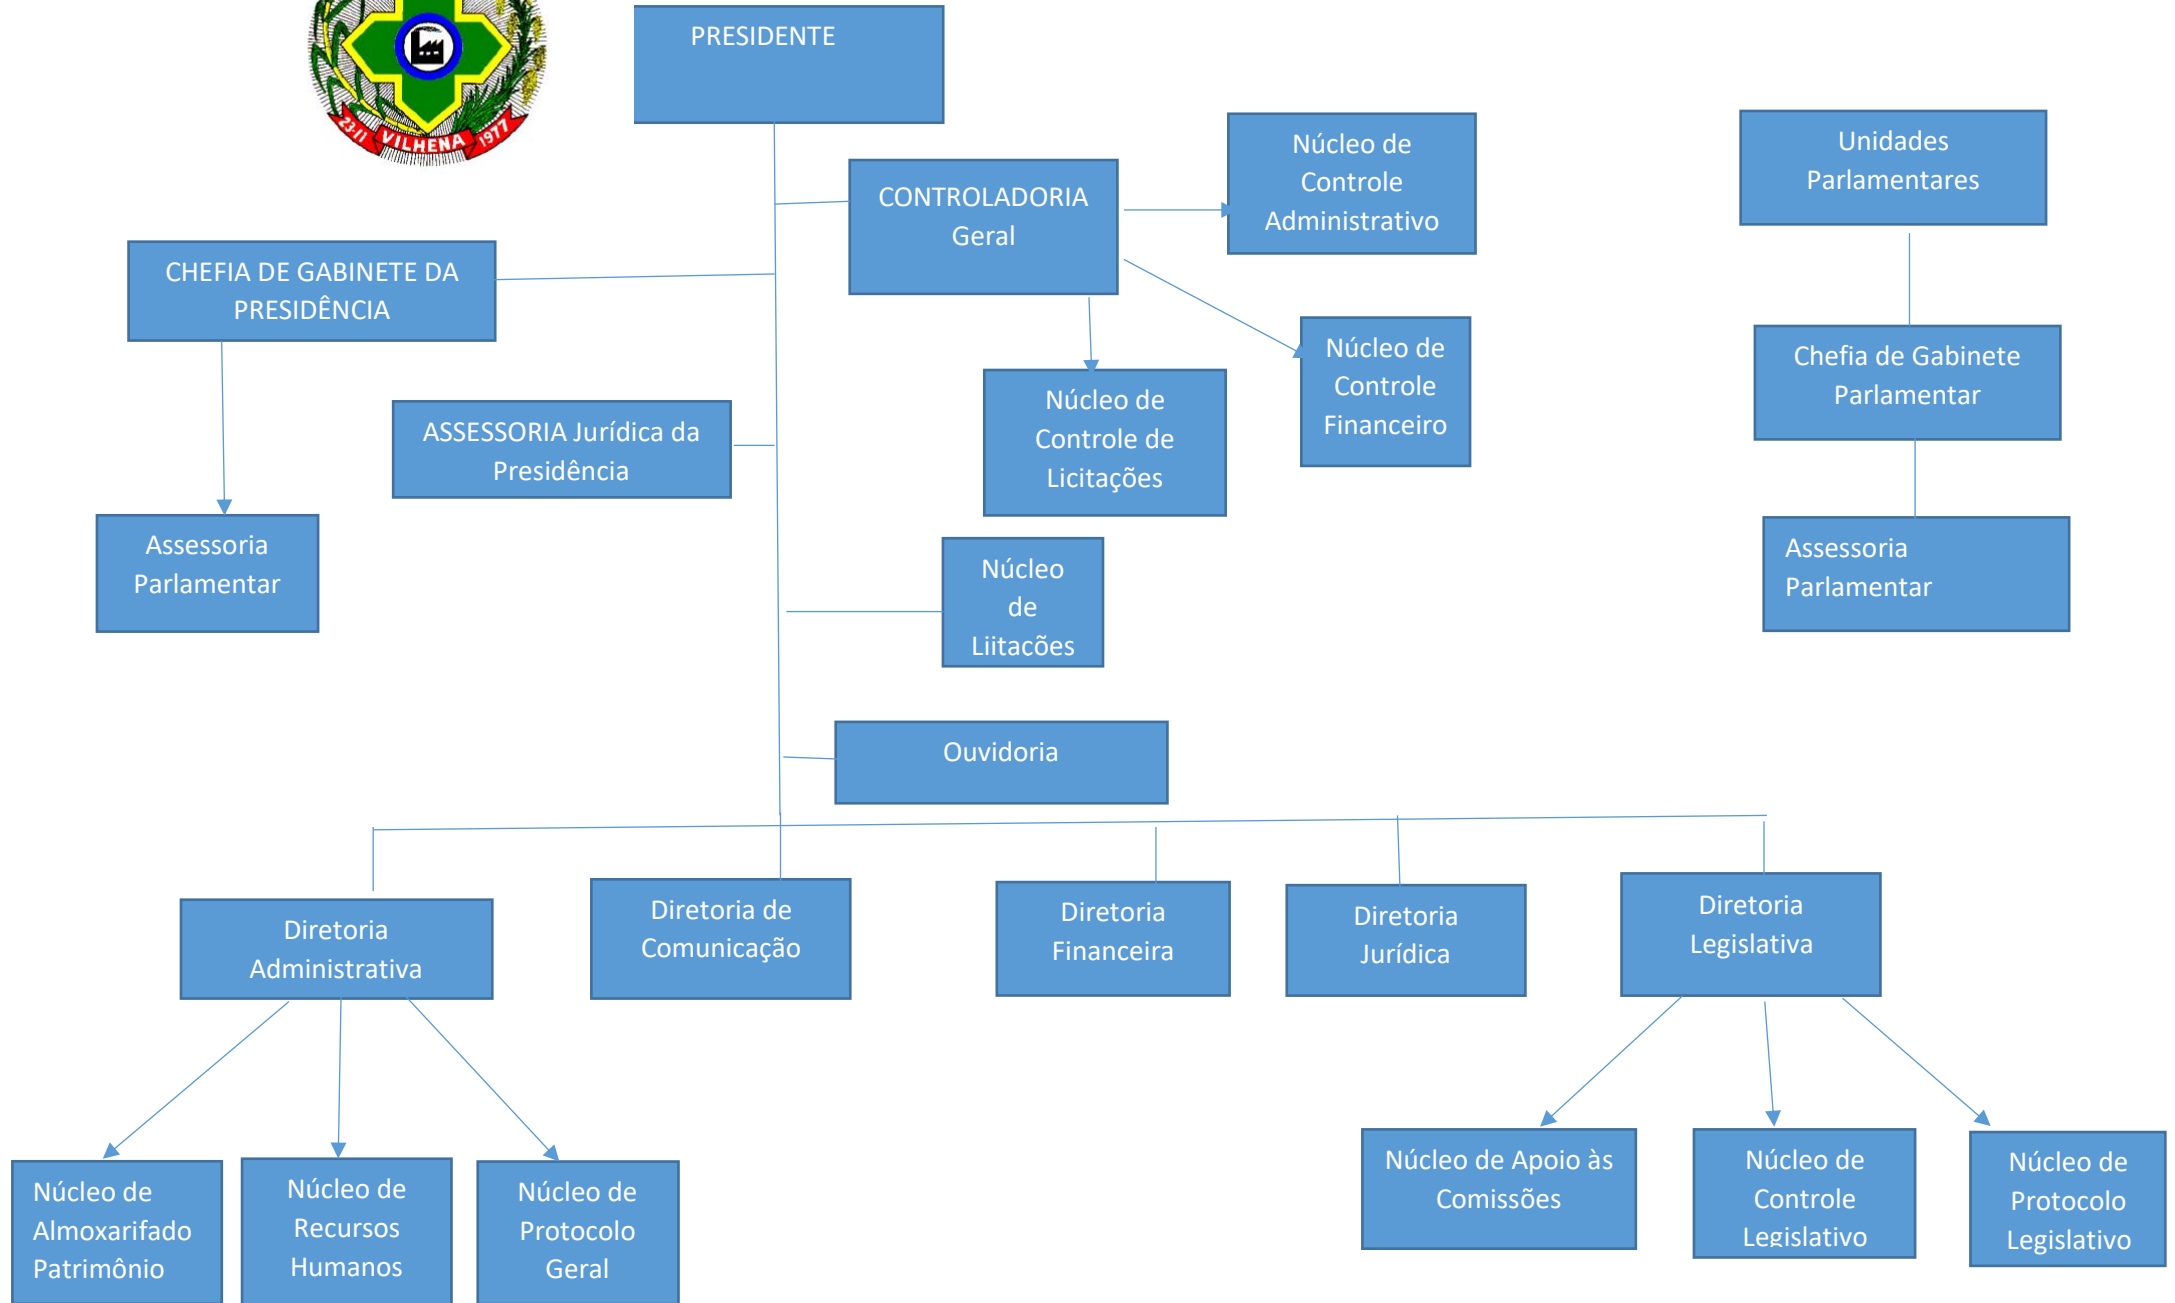 PRESIDENTE
23-11 VILHENA 1977
Núcleo de
Controle
Administrativo
Unidades
Parlamentares
CONTROLADORIA
Geral
CHEFIA DE GABINETE DA
PRESIDÊNCIA
Núcleo de
Controle
Financeiro
Chefia de Gabinete
Parlamentar
Núcleo de
Controle de
Licitações
ASSESSORIA Jurídica da
Presidência
Assessoria
Parlamentar
Núcleo
de
Liitacões
Assessoria
Parlamentar
Ouvidoria
Diretoria
Administrativa
Diretoria de
Comunicação
Diretoria
Financeira
Diretoria
Jurídica
Diretoria
Legislativa
Núcleo de
Almoxarifado
Patrimônio
Núcleo de
Recursos
Humanos
Núcleo de
Protocolo
Geral
Núcleo de Apoio às
Comissões
Núcleo de
Controle
Legislativo
Núcleo de
Protocolo
Legislativo